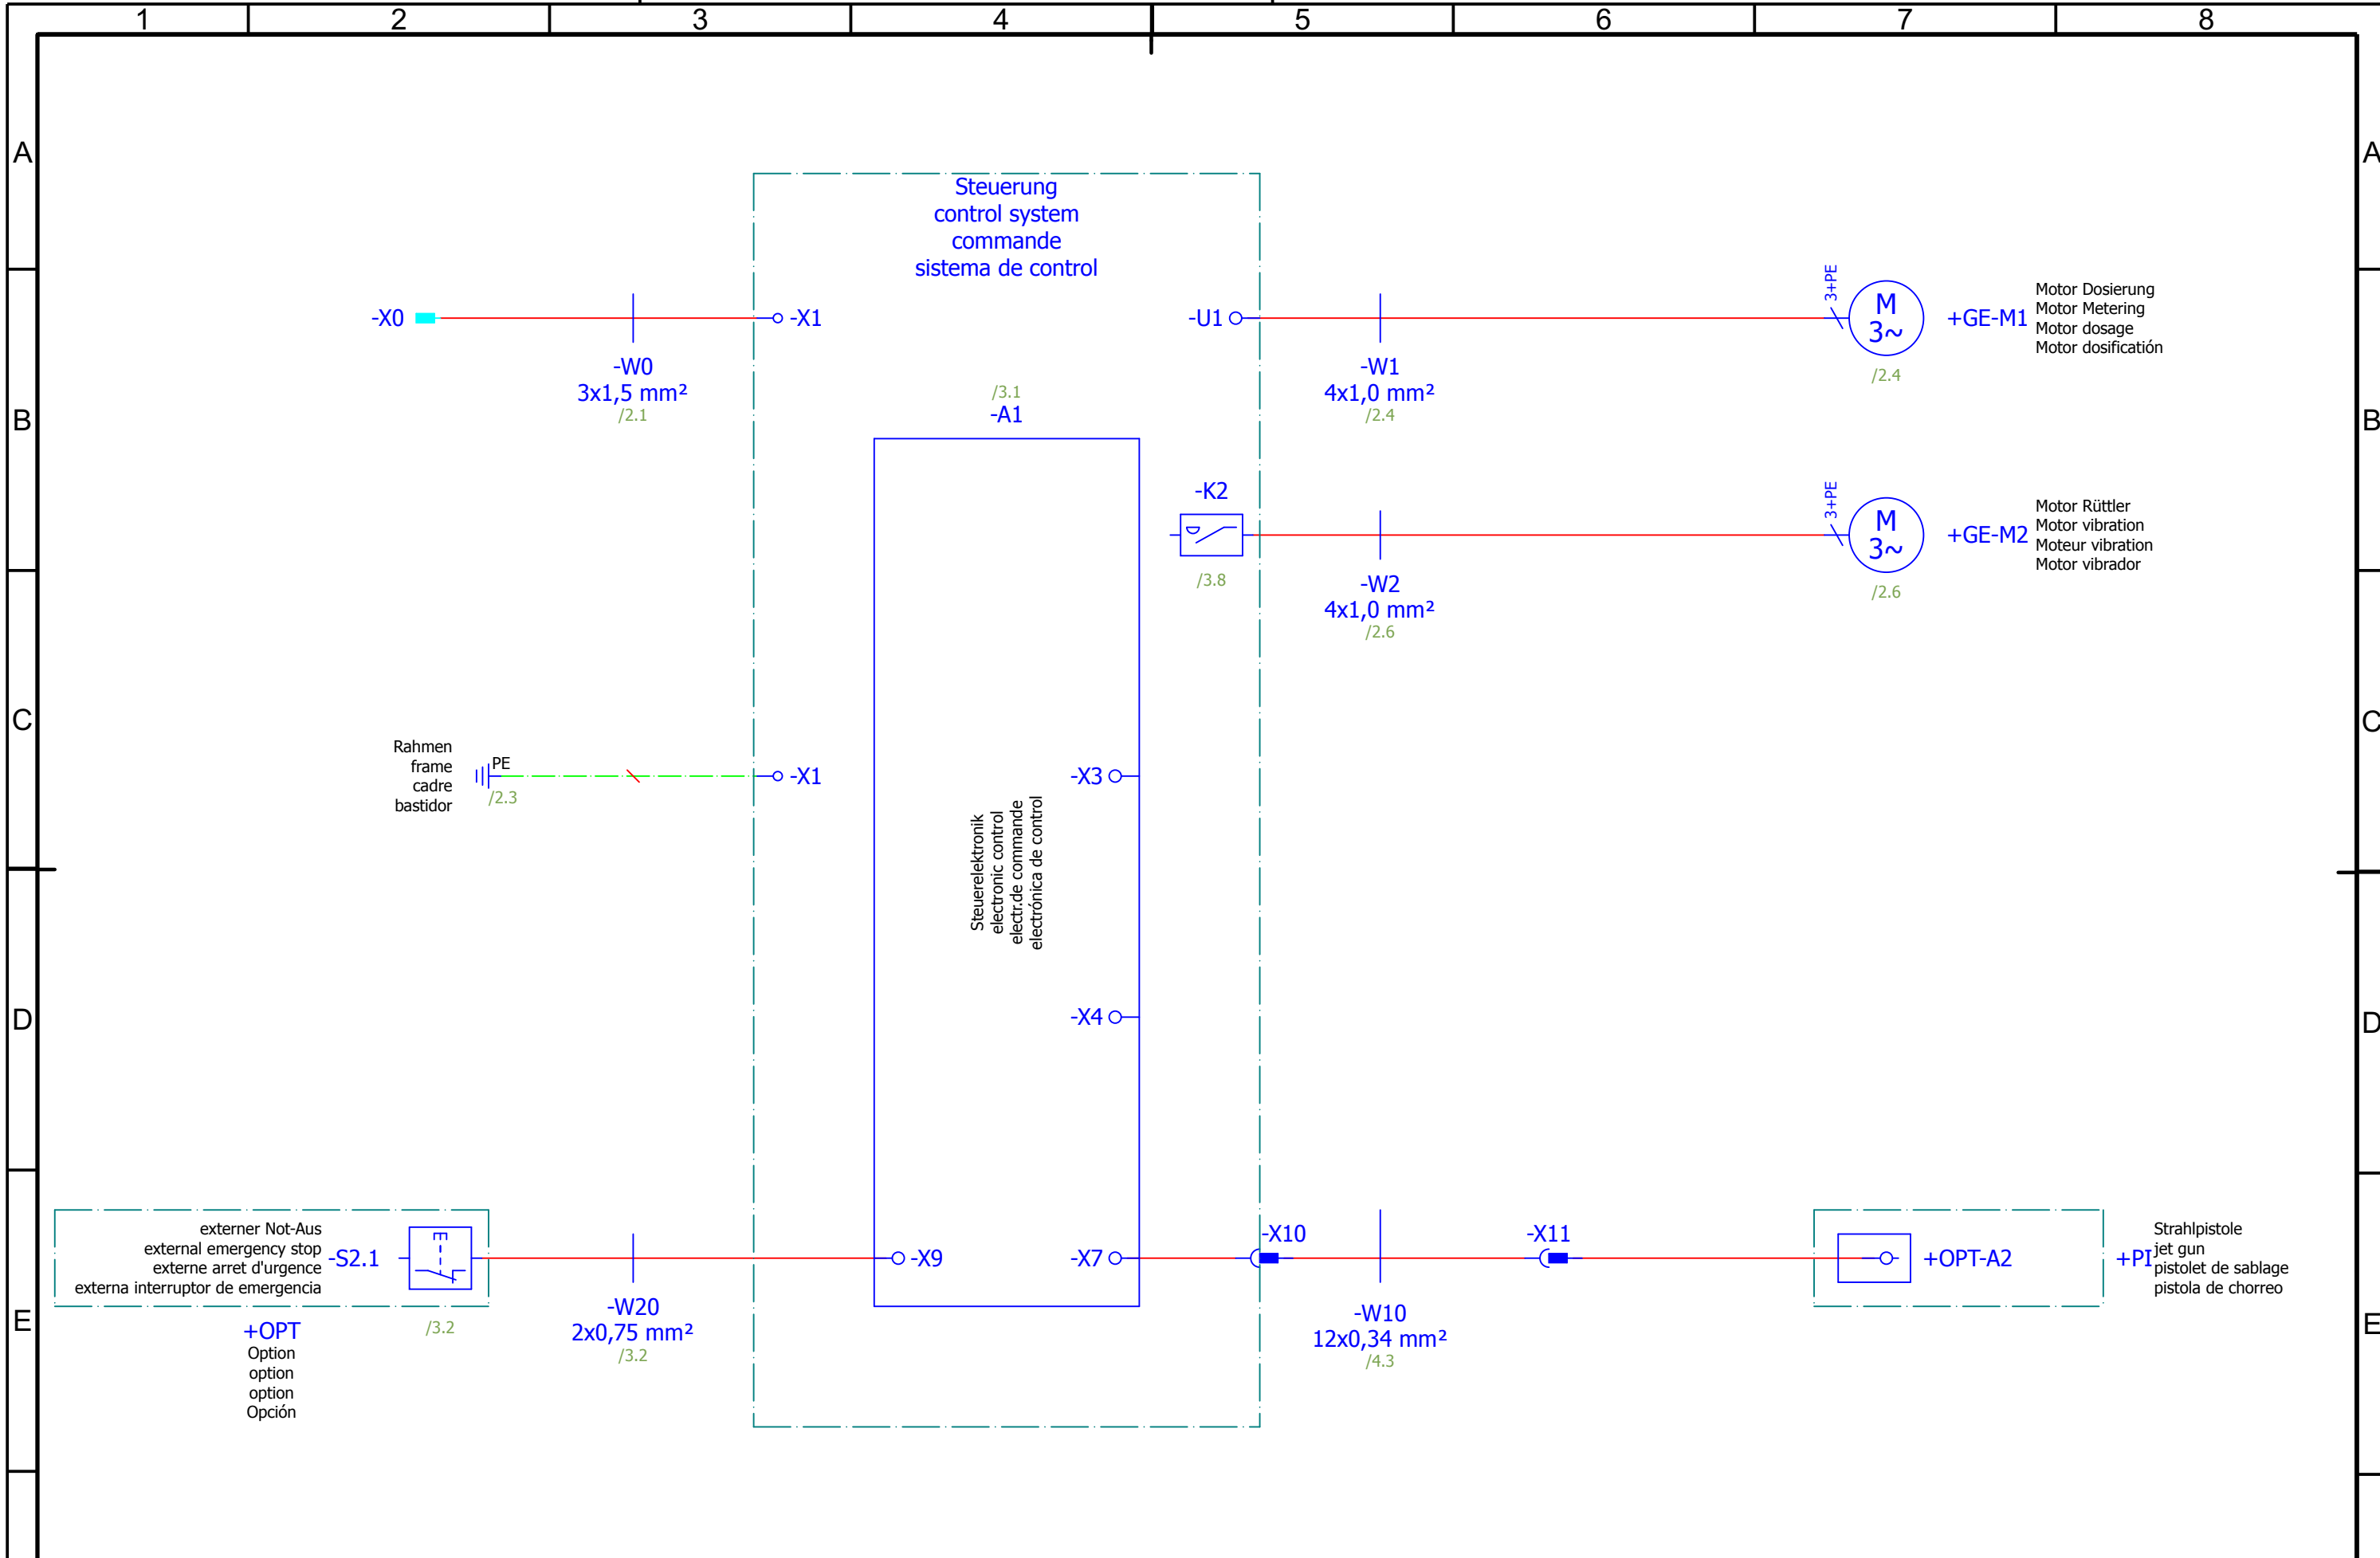 1 2 3 4 5 6 7 8
A A
Steuerung
control system
commande
sistema de control
-X0
-W0
3x1,5 mm²
/2.1
-X1
-U1
-W1
4x1,0 mm²
/2.4
3+PE
M
3~
/2.4
+GE-M1
Motor Dosierung
Motor Metering
Motor dosage
Motor dosificatión
B B
/3.1
-A1
-K2
/3.8
-W2
4x1,0 mm²
/2.6
3+PE
M
3~
/2.6
+GE-M2
Motor Rüttler
Motor vibration
Moteur vibration
Motor vibrador
C C
Rahmen
frame
cadre
bastidor
PE
/2.3
-X1
-X3
Steuerelektronik
electronic control
electr.de commande
electrónica de control
D D
-X4
externer Not-Aus
external emergency stop
externe arret d'urgence
externa interruptor de emergencia
-S2.1
/3.2
+OPT
Option
option
option
Opción
-W20
2x0,75 mm²
/3.2
-X9
-X7
-X10
-W10
12x0,34 mm²
/4.3
-X11
+OPT-A2
+PI
Strahlpistole
jet gun
pistolet de sablage
pistola de chorreo
E E